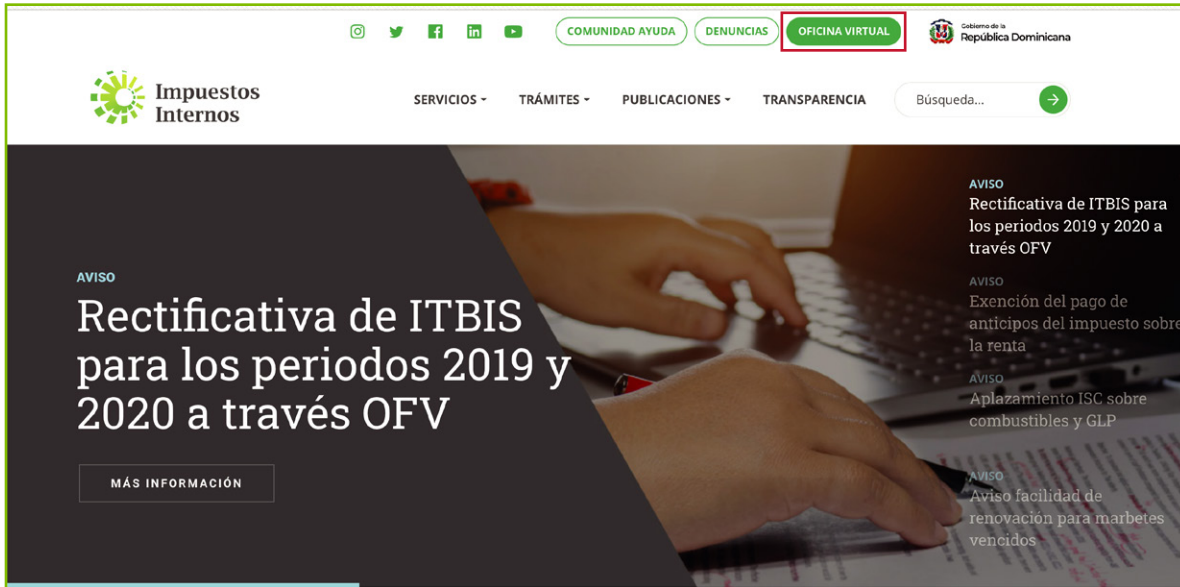 COMUNIDAD AYUDA
DENUNCIAS
OFICINA VIRTUAL
Gobierno de la
República Dominicana
Impuestos
Internos
SERVICIOS
TRÁMITES
PUBLICACIONES
TRANSPARENCIA
Búsqueda...
AVISO
Rectificativa de ITBIS
para los periodos 2019 y
2020 a través OFV
MÁS INFORMACIÓN
AVISO
Rectificativa de ITBIS para
los periodos 2019 y 2020 a
través OFV
AVISO
Exención del pago de
anticipos del impuesto sobre
la renta
AVISO
Aplazamiento ISC sobre
combustibles y GLP
AVISO
Aviso facilidad de
renovación para marbetes
vencidos